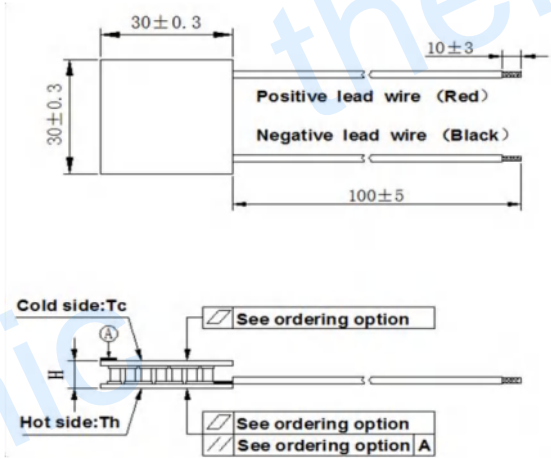 30±0.3
10±3
30±0.3
Positive lead wire （Red）
Negative lead wire （Black）
100±5
Cold side:Tc
See ordering option
A
H
Hot side:Th
See ordering option
See ordering option A